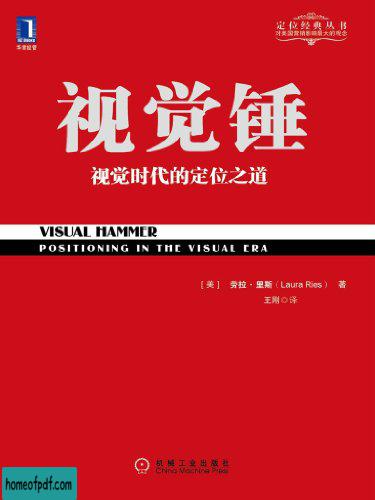 定位经典丛书
对美国营销影响最大的观念
华章经管
视觉锤
视觉时代的定位之道
VISUAL HAMMER
POSITIONING IN THE VISUAL ERA
[美] 劳拉·里斯(Laura Ries) 著
王刚·译
机械工业出版社
China Machine Press
homeofpdf.com